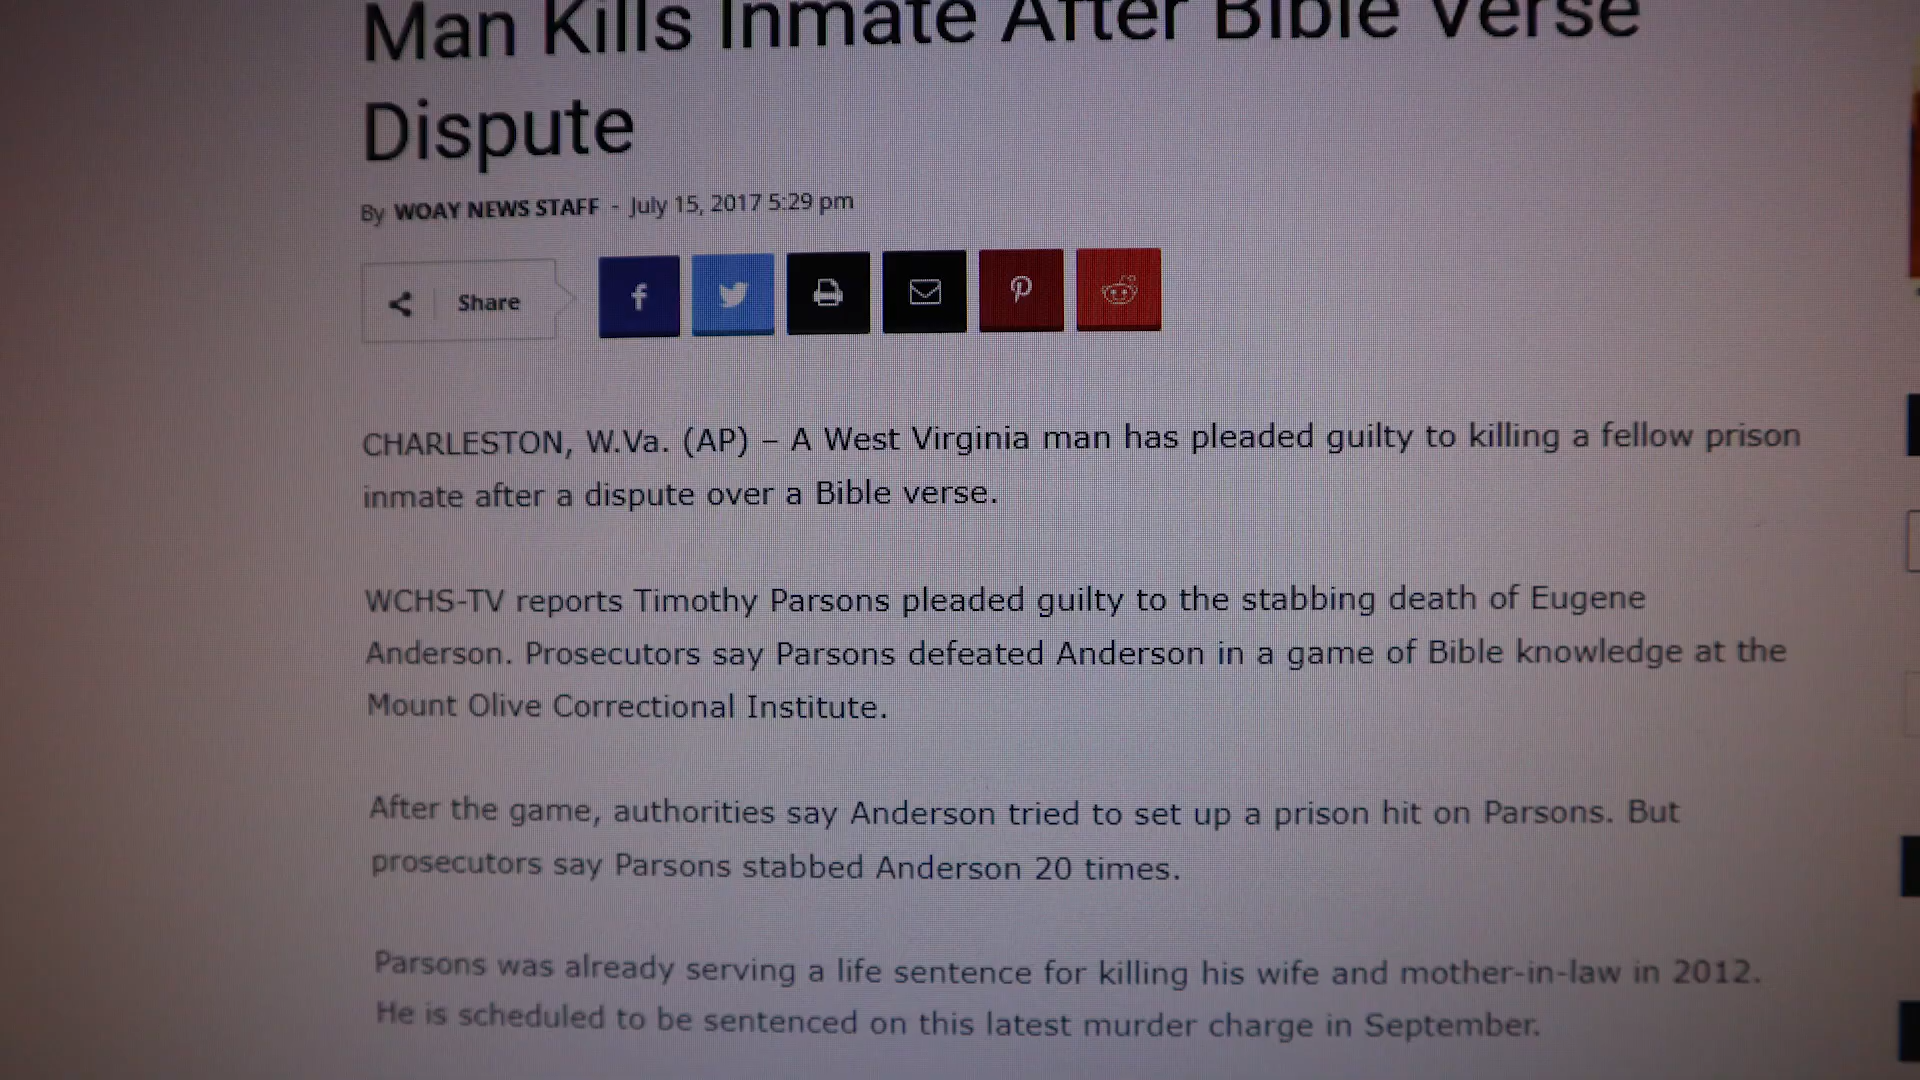 Man Kills Inmate After Bible Verse
Dispute
By WOAY NEWS STAFF - July 15, 2017 5:29 pm
Share
CHARLESTON, W.Va. (AP) – A West Virginia man has pleaded guilty to killing a fellow prison
inmate after a dispute over a Bible verse.
WCHS-TV reports Timothy Parsons pleaded guilty to the stabbing death of Eugene
Anderson. Prosecutors say Parsons defeated Anderson in a game of Bible knowledge at the
Mount Olive Correctional Institute.
After the game, authorities say Anderson tried to set up a prison hit on Parsons. But
prosecutors say Parsons stabbed Anderson 20 times.
Parsons was already serving a life sentence for killing his wife and mother-in-law in 2012.
He is scheduled to be sentenced on this latest murder charge in September.